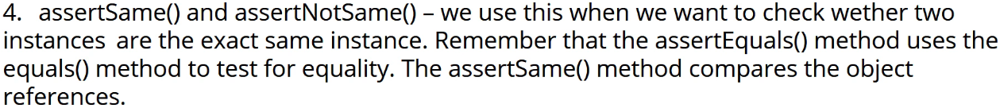 4. assertSame() and assertNotSame() – we use this when we want to check wether two
instances are the exact same instance. Remember that the assertEquals() method uses the
equals() method to test for equality. The assertSame() method compares the object
references.